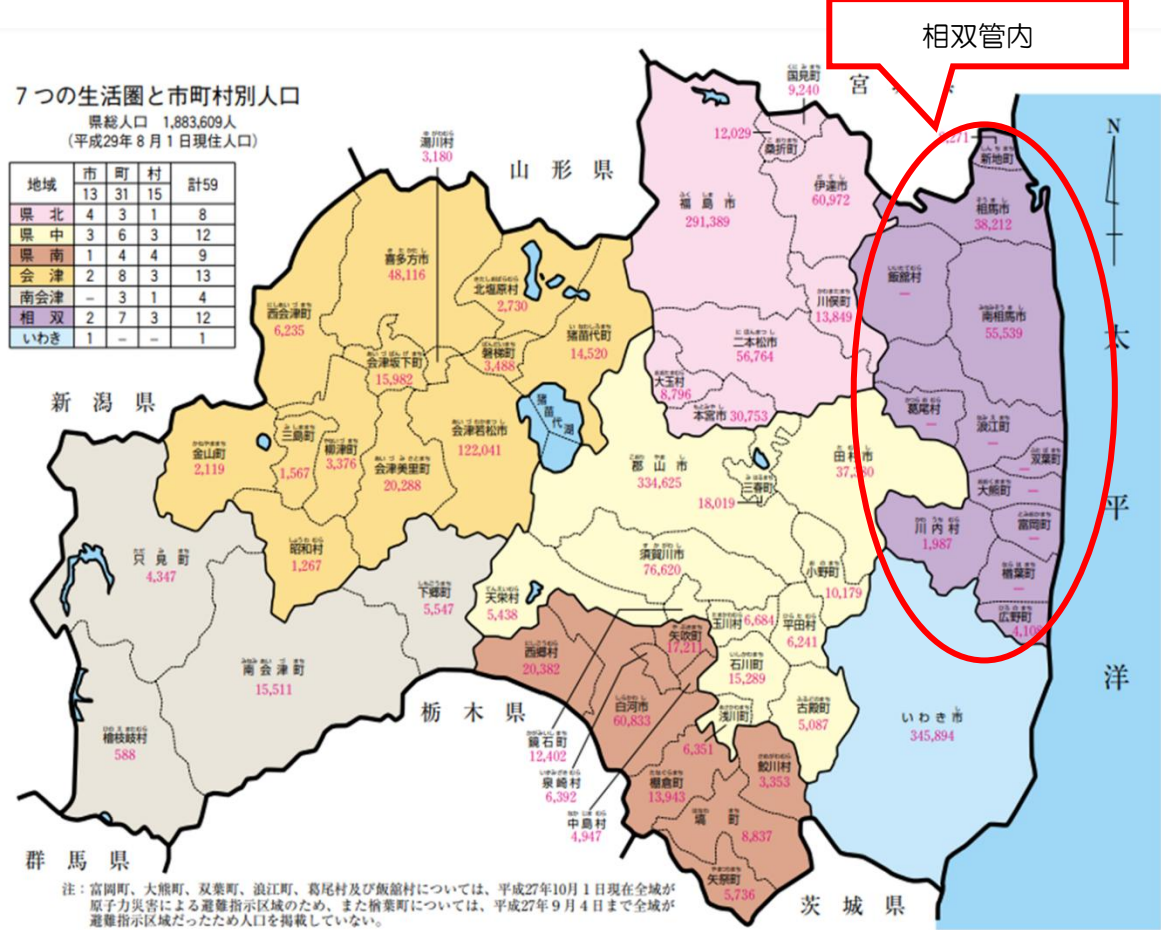 相双管内
7つの生活圏と市町村別人口
県総人口 1,883,609人
(平成29年8月1日現住人口)
地域 市 町 村 計59
13 31 15
県北 4 3 1 8
県中 3 6 3 12
県南 1 4 4 9
会津 2 8 3 13
南会津 − 3 1 4
相双 2 7 3 12
いわき 1 − − 1
宮
山形県
新潟県
群馬県
栃木県
茨城県
太平洋
N
国見町
9,240
12,029
桑折町
伊達市
60,972
福島市
291,389
川俣町
13,849
二本松市
56,764
大玉村
8,796
本宮市 30,753
湯川村
3,180
喜多方市
48,116
北塩原村
2,730
西会津町
6,235
猪苗代町
14,520
磐梯町
3,488
会津坂下町
15,982
猪苗代湖
三島町
1,567
柳津町
3,376
会津若松市
122,041
会津美里町
20,288
金山町
2,119
昭和村
1,267
只見町
4,347
下郷町
5,547
南会津町
15,511
檜枝岐村
588
郡山市
334,625
田村市
三春町
18,019
須賀川市
76,620
小野町
10,179
天栄村
5,438
玉川村 6,684
平田村
6,241
石川町
15,289
浅川町
6,351
古殿町
5,087
鏡石町
12,402
西郷村
20,382
矢吹町
17,211
白河市
60,833
泉崎村
6,392
中島村
4,947
棚倉町
13,943
鮫川村
3,353
塙町
8,837
矢祭町
5,736
新地町
相馬市
38,212
飯舘村
−
南相馬市
55,539
葛尾村
−
浪江町
−
双葉町
−
大熊町
−
富岡町
−
川内村
1,987
楢葉町
−
広野町
いわき市
345,894
注:富岡町、大熊町、双葉町、浪江町、葛尾村及び飯舘村については、平成27年10月1日現在全域が
原子力災害による避難指示区域のため、また楢葉町については、平成27年9月4日まで全域が
避難指示区域だったため人口を掲載していない。